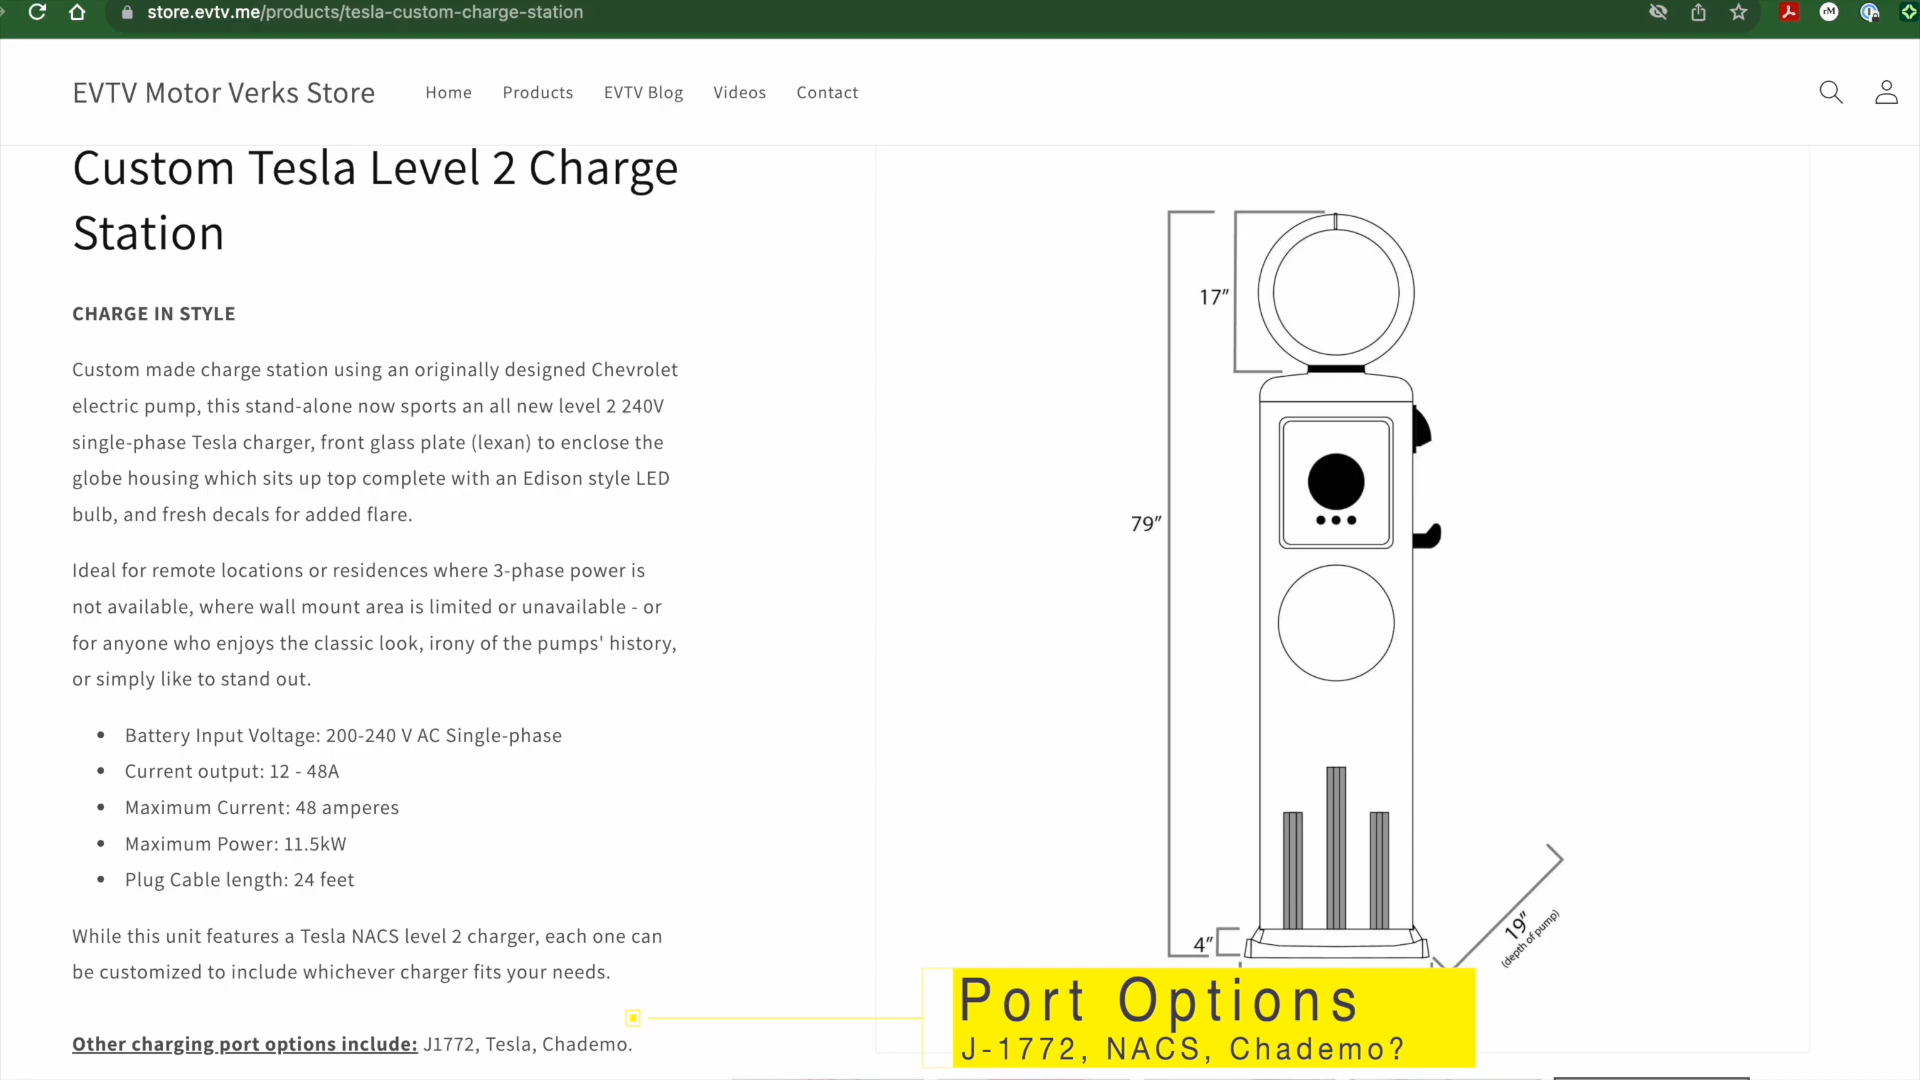 store.evtv.me/products/tesla-custom-charge-station
EVTV Motor Verks Store
Home
Products
EVTV Blog
Videos
Contact
Custom Tesla Level 2 Charge
Station
CHARGE IN STYLE
Custom made charge station using an originally designed Chevrolet
electric pump, this stand-alone now sports an all new level 2 240V
single-phase Tesla charger, front glass plate (lexan) to enclose the
globe housing which sits up top complete with an Edison style LED
bulb, and fresh decals for added flare.
Ideal for remote locations or residences where 3-phase power is
not available, where wall mount area is limited or unavailable - or
for anyone who enjoys the classic look, irony of the pumps' history,
or simply like to stand out.
Battery Input Voltage: 200-240 V AC Single-phase
Current output: 12 - 48A
Maximum Current: 48 amperes
Maximum Power: 11.5kW
Plug Cable length: 24 feet
While this unit features a Tesla NACS level 2 charger, each one can
be customized to include whichever charger fits your needs.
Other charging port options include: J1772, Tesla, Chademo.
17”
79”
4”
19”
(depth of pump)
Port Options
J-1772, NACS, Chademo?
rM